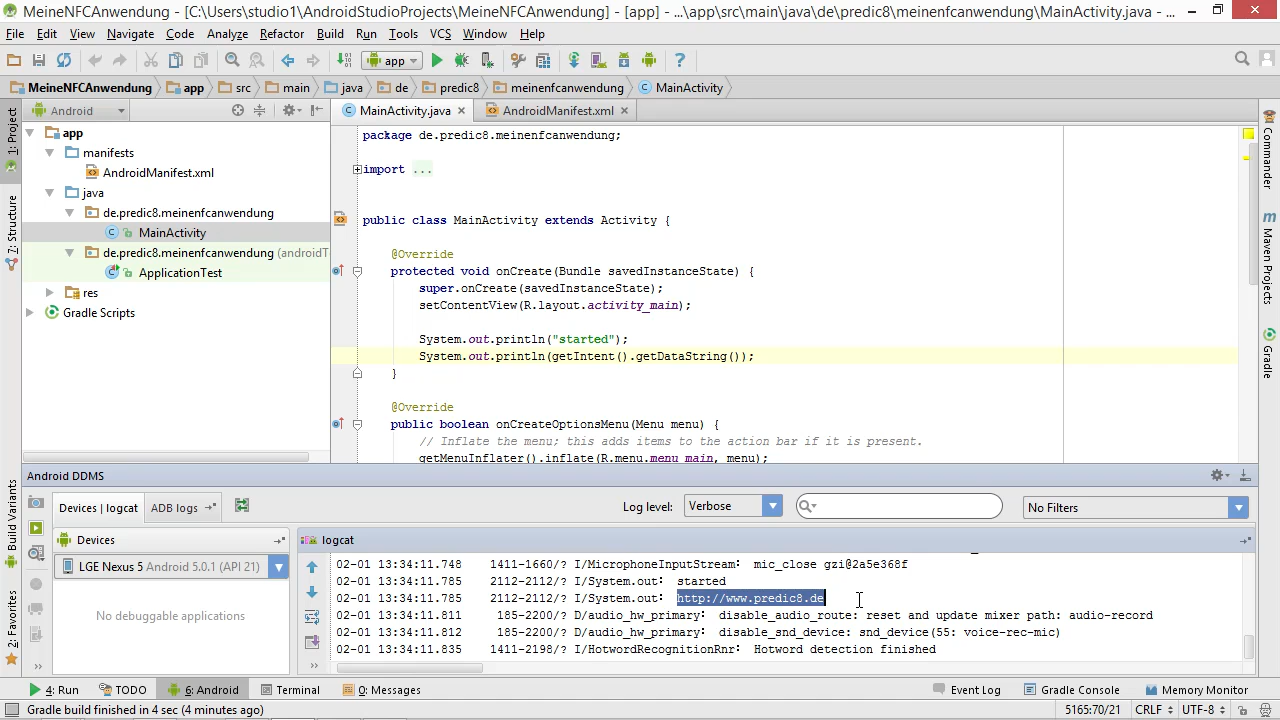 MeineNFCAnwendung - [C:\Users\studio1\AndroidStudioProjects\MeineNFCAnwendung] - [app] - ...\app\src\main\java\de\predic8\meinenfcanwendung\MainActivity.java - ...
File Edit View Navigate Code Analyze Refactor Build Run Tools VCS Window Help
app
MeineNFCAnwendung app src main java de predic8 meinenfcanwendung MainActivity
Android
MainActivity.java AndroidManifest.xml
1: Project
7: Structure
Build Variants
2: Favorites
app
manifests
AndroidManifest.xml
java
de.predic8.meinenfcanwendung
MainActivity
de.predic8.meinenfcanwendung (androidT
ApplicationTest
res
Gradle Scripts
package de.predic8.meinenfcanwendung;
import ...
public class MainActivity extends Activity {
@Override
protected void onCreate(Bundle savedInstanceState) {
super.onCreate(savedInstanceState);
setContentView(R.layout.activity_main);
System.out.println("started");
System.out.println(getIntent().getDataString());
}
@Override
public boolean onCreateOptionsMenu(Menu menu) {
// Inflate the menu; this adds items to the action bar if it is present.
getMenuInflater().inflate(R.menu.menu_main, menu);
Commander
Maven Projects
Gradle
Android DDMS
Devices | logcat ADB logs Log level: Verbose No Filters
Devices
LGE Nexus 5 Android 5.0.1 (API 21)
No debuggable applications
logcat
02-01 13:34:11.748 1411-1660/? I/MicrophoneInputStream: mic_close gzi@2a5e368f
02-01 13:34:11.785 2112-2112/? I/System.out: started
02-01 13:34:11.785 2112-2112/? I/System.out: http://www.predic8.de
02-01 13:34:11.811 185-2200/? D/audio_hw_primary: disable_audio_route: reset and update mixer path: audio-record
02-01 13:34:11.812 185-2200/? D/audio_hw_primary: disable_snd_device: snd_device(55: voice-rec-mic)
02-01 13:34:11.835 1411-2198/? I/HotwordRecognitionRnr: Hotword detection finished
4: Run TODO 6: Android Terminal 0: Messages Event Log Gradle Console Memory Monitor
Gradle build finished in 4 sec (4 minutes ago) 5165:70/21 CRLF UTF-8